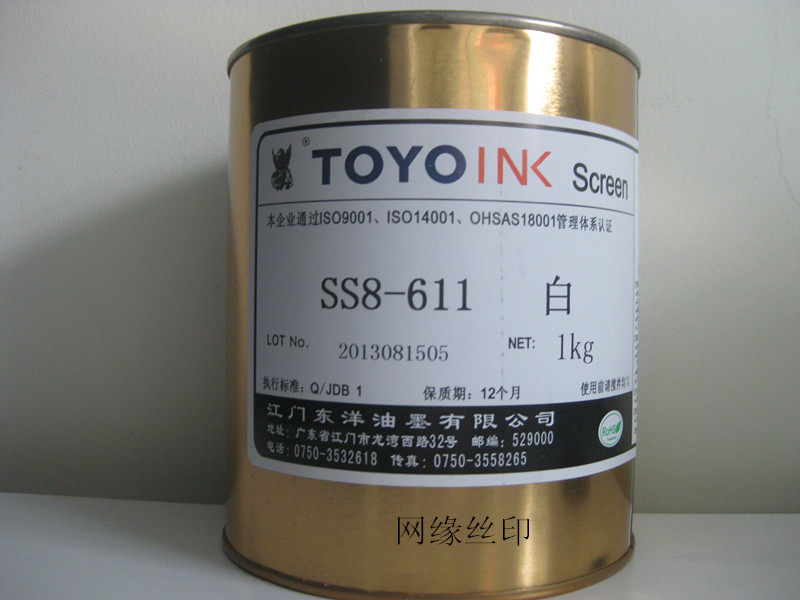 ® TOYOINK Screen
本企业通过ISO9001、ISO14001、OHSAS18001管理体系认证
SS8-611 白
LOT No. 2013081505 NET: 1kg
执行标准: Q/JDB 1 保质期: 12个月 使用前请搅拌均匀
江门东洋油墨有限公司
地址: 广东省江门市龙湾西路32号 邮编: 529000
电话: 0750-3532618 传真: 0750-3558265
RoHS
网缘丝印